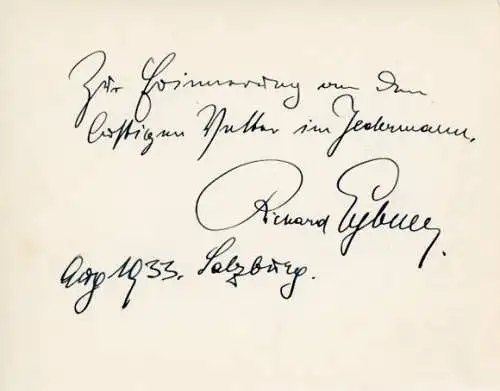 Zur Erinnerung an den
lustigen Vetter im Jedermann.
Richard Eybner.
Aug 1933. Salzburg.